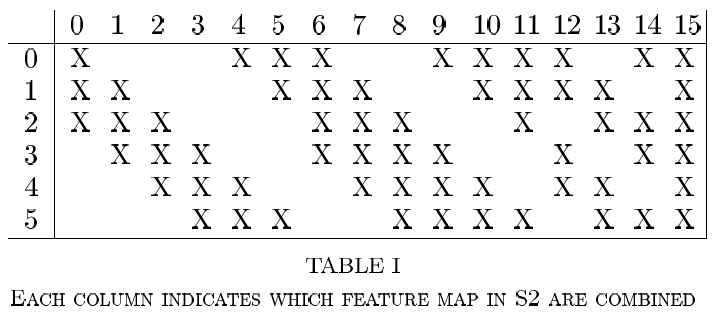 0 1 2 3 4 5 6 7 8 9 10 11 12 13 14 15
0 X X X X X X X X X X
1 X X X X X X X X X X
2 X X X X X X X X X X
3 X X X X X X X X X X
4 X X X X X X X X X X
5 X X X X X X X X X X
TABLE I
Each column indicates which feature map in S2 are combined